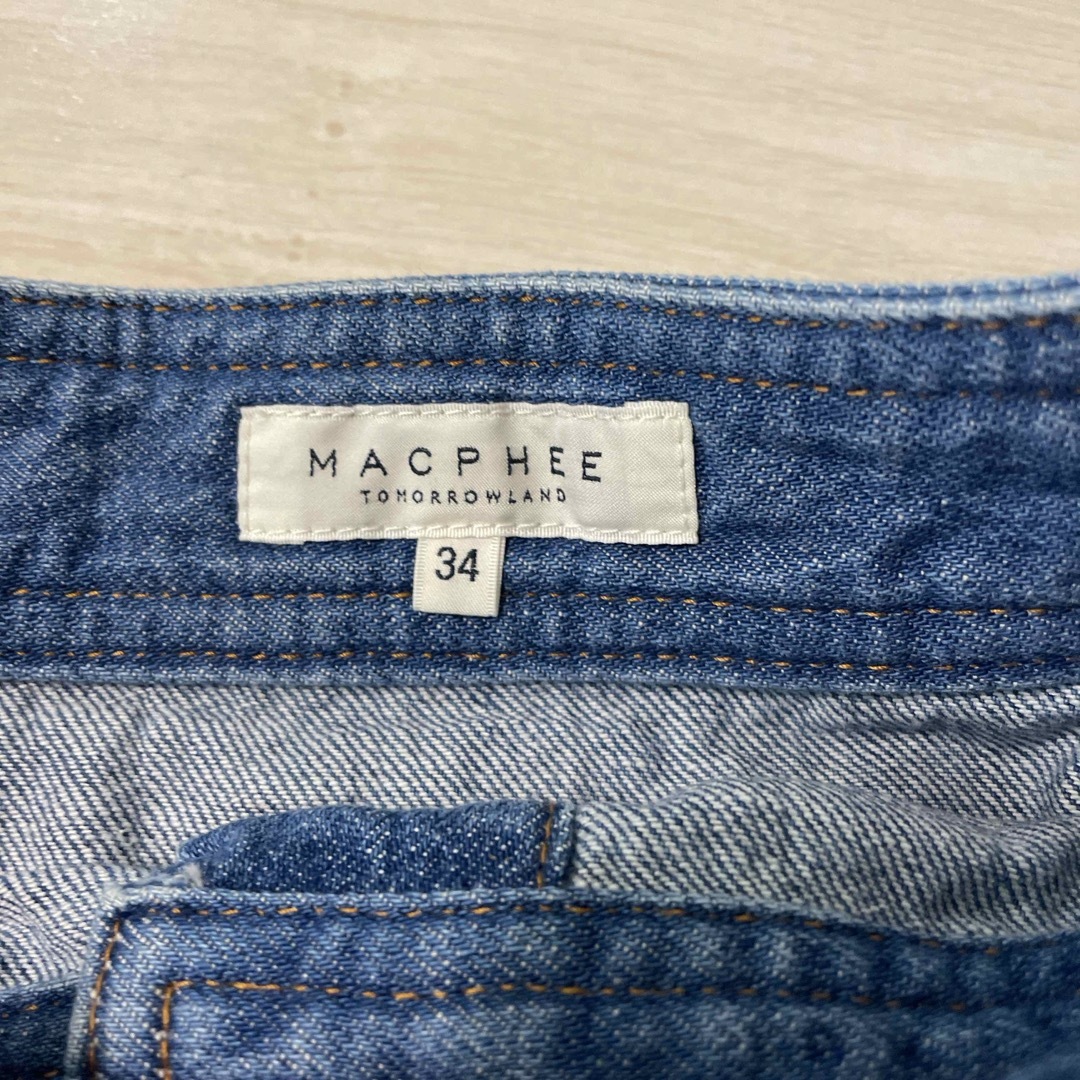 MACPHEE
TOMORROWLAND
34